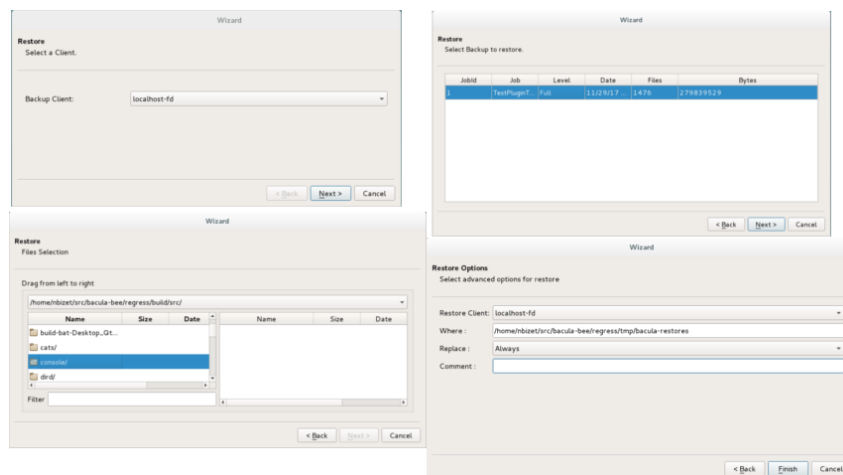 Wizard
Restore
Select a Client.
Backup Client:
localhost-fd
< Back
Next >
Cancel
Wizard
Restore
Select Backup to restore.
JobId Job Level Date Files Bytes
1 TestPluginT... Full 11/29/17 ... 1476 279839529
< Back
Next >
Cancel
Wizard
Restore
Files Selection
Drag from left to right
/home/nbizet/src/bacula-bee/regress/build/src/
Name Size Date
Name Size Date
build-bat-Desktop_Qt...
cats/
console/
dird/
Filter
< Back
Next >
Cancel
Wizard
Restore Options
Select advanced options for restore
Restore Client: localhost-fd
Where : /home/nbizet/src/bacula-bee/regress/tmp/bacula-restores
Replace : Always
Comment :
< Back
Finish
Cancel